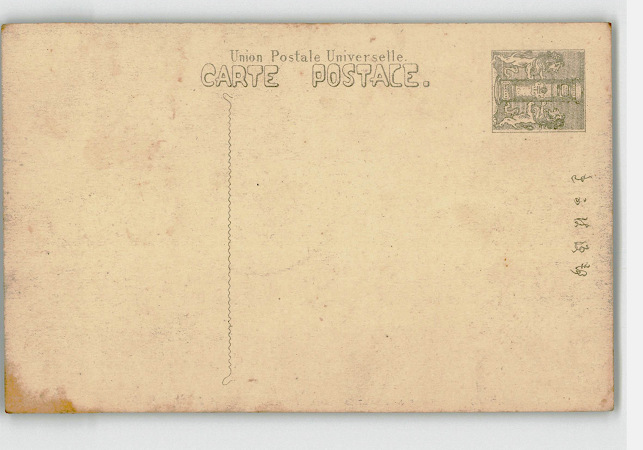 Union Postale Universelle.
CARTE POSTALE.